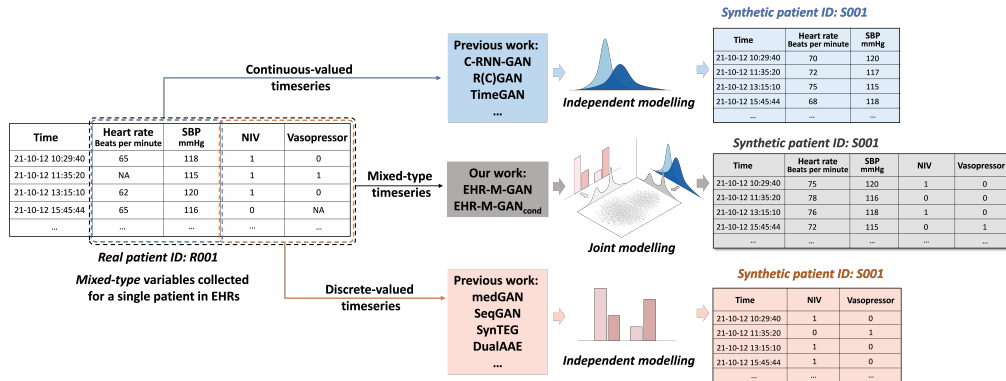 Synthetic patient ID: S001
Previous work:
C-RNN-GAN
R(C)GAN
TimeGAN
...
Continuous-valued
timeseries
Independent modelling
Time Heart rate Beats per minute SBP mmHg
21-10-12 10:29:40 70 120
21-10-12 11:35:20 72 117
21-10-12 13:15:10 75 115
21-10-12 15:45:44 68 118
... ... ...
Time Heart rate Beats per minute SBP mmHg NIV Vasopressor
21-10-12 10:29:40 65 118 1 0
21-10-12 11:35:20 NA 115 1 1
21-10-12 13:15:10 62 120 1 0
21-10-12 15:45:44 65 116 0 NA
... ... ... ... ...
Real patient ID: R001
Mixed-type variables collected
for a single patient in EHRs
Mixed-type
timeseries
Our work:
EHR-M-GAN
EHR-M-GANcond
Joint modelling
Synthetic patient ID: S001
Time Heart rate Beats per minute SBP mmHg NIV Vasopressor
21-10-12 10:29:40 75 120 1 0
21-10-12 11:35:20 78 116 0 0
21-10-12 13:15:10 76 118 1 0
21-10-12 15:45:44 72 115 0 1
... ... ... ... ...
Discrete-valued
timeseries
Previous work:
medGAN
SeqGAN
SynTEG
DualAAE
...
Independent modelling
Synthetic patient ID: S001
Time NIV Vasopressor
21-10-12 10:29:40 1 0
21-10-12 11:35:20 0 1
21-10-12 13:15:10 1 0
21-10-12 15:45:44 1 0
... ... ...